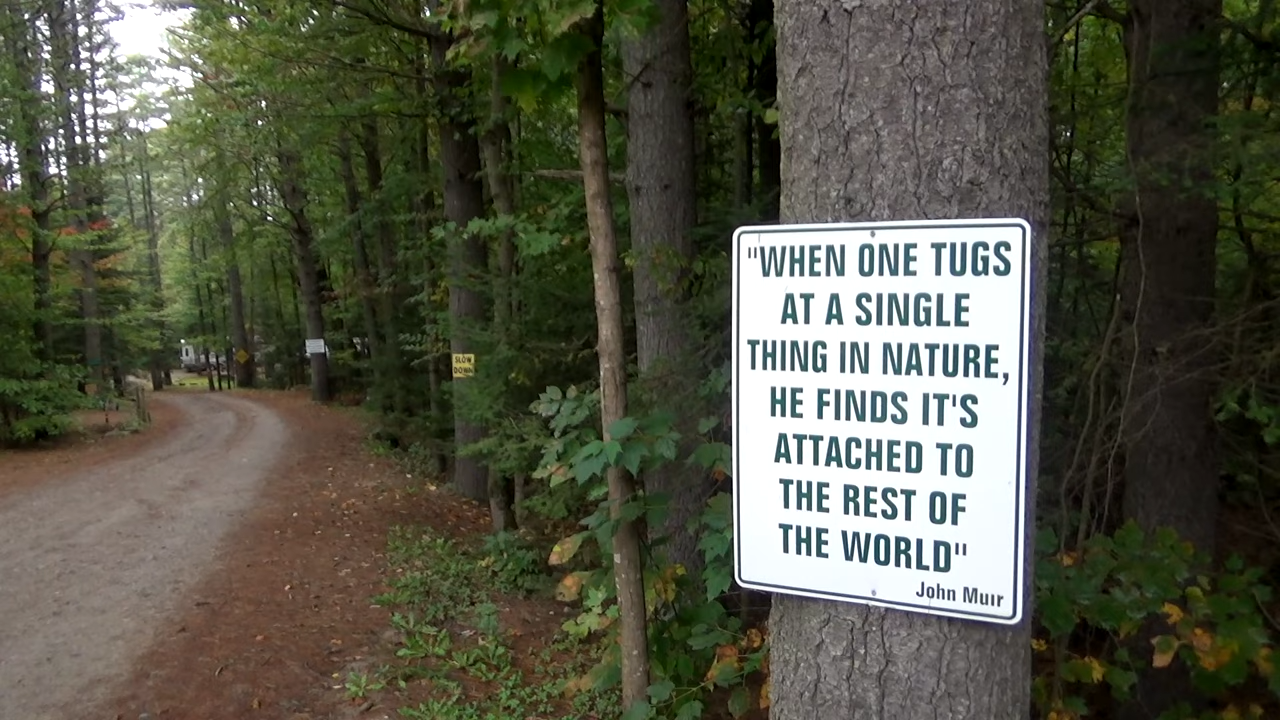 "WHEN ONE TUGS
AT A SINGLE
THING IN NATURE,
HE FINDS IT'S
ATTACHED TO
THE REST OF
THE WORLD"
John Muir
SLOW
DOWN